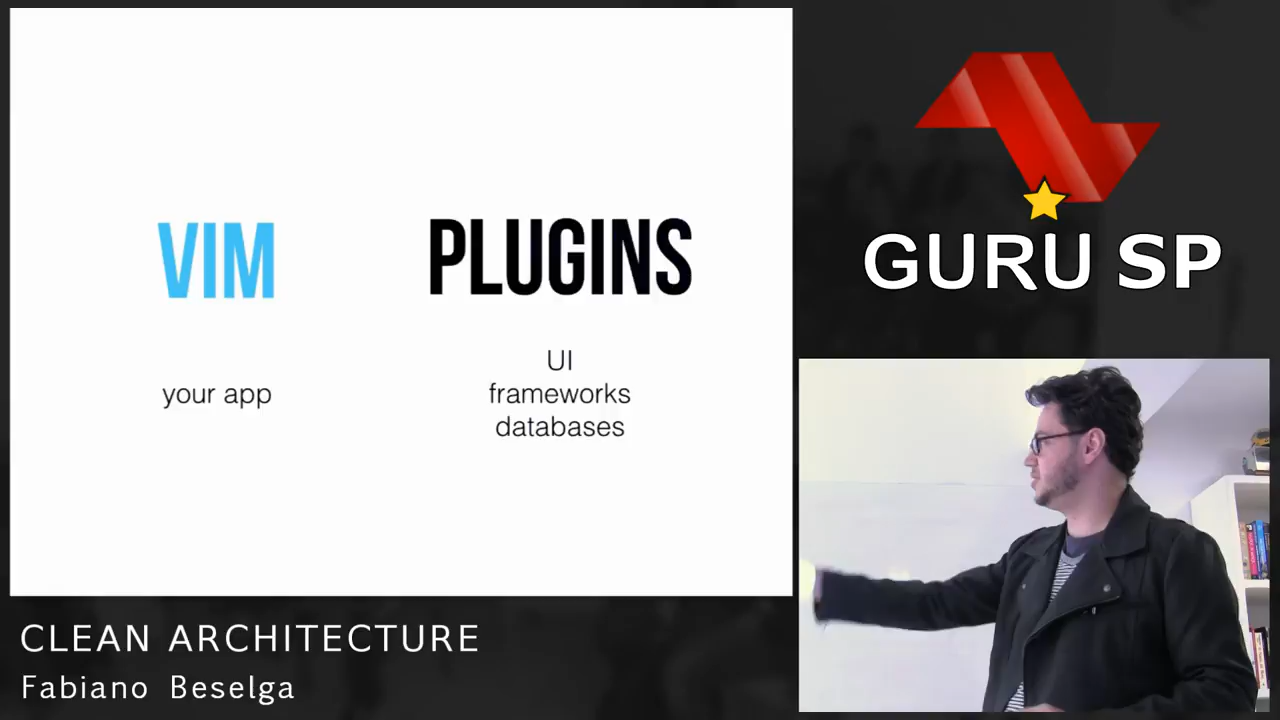 VIM
your app
PLUGINS
UI
frameworks
databases
GURU SP
CLEAN ARCHITECTURE
Fabiano Beselga